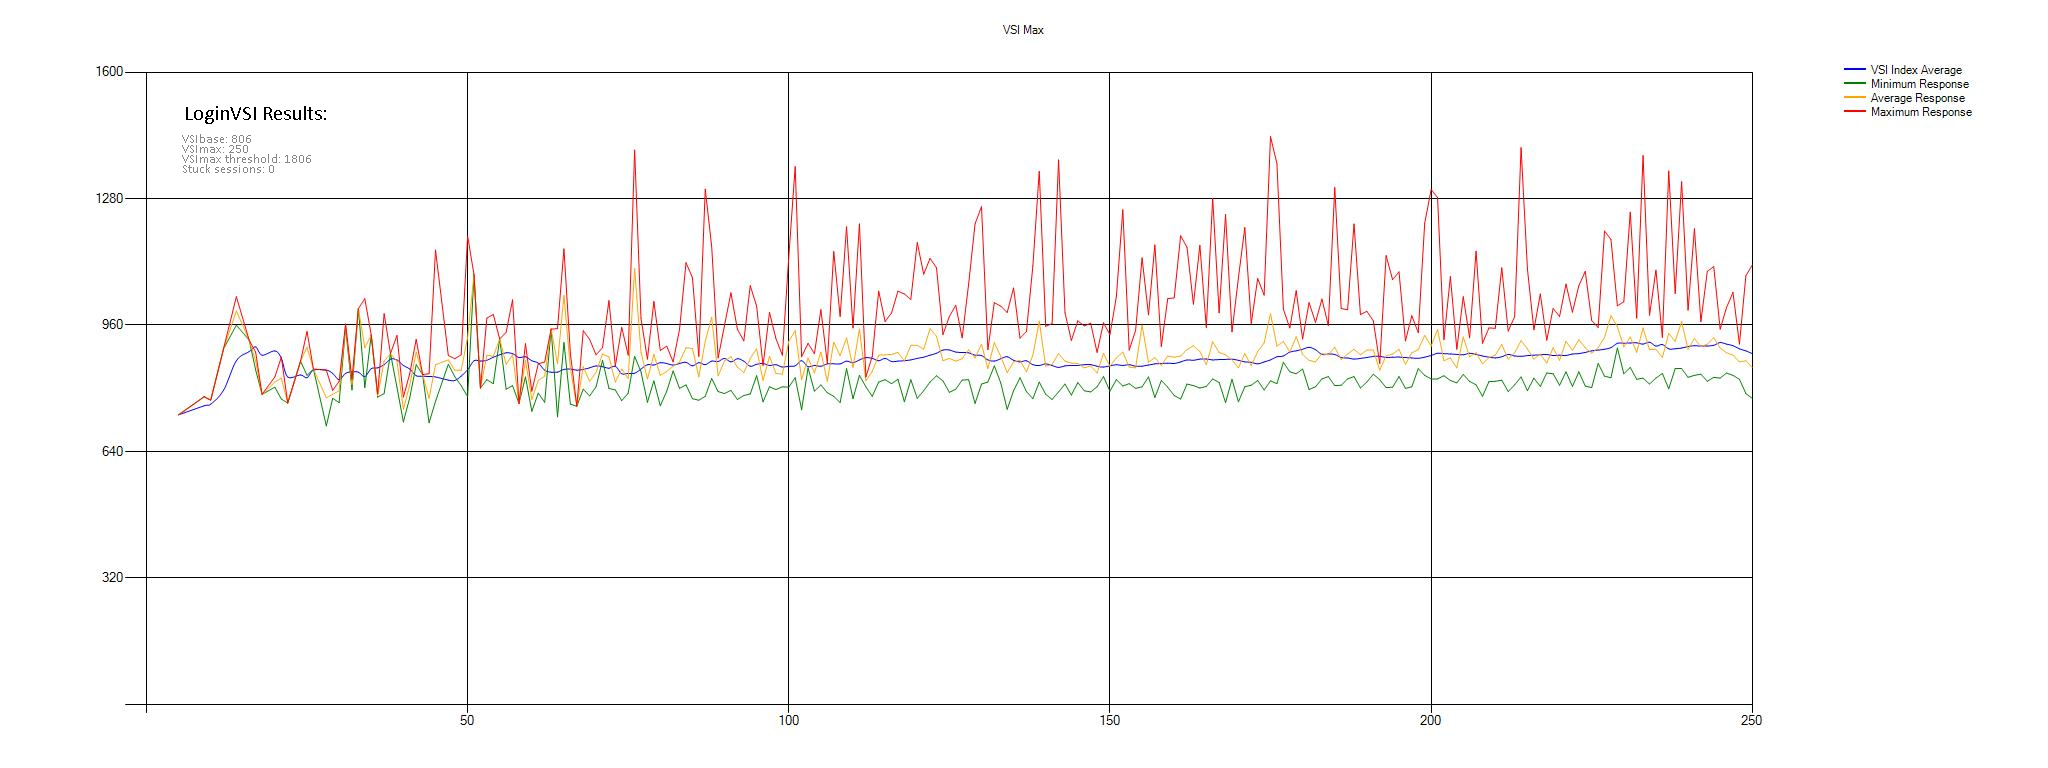 VSI Max
1600
1280
960
640
320
50
100
150
200
250
LoginVSI Results:
VSIbase: 806
VSImax: 250
VSImax threshold: 1806
Stuck sessions: 0
VSI Index Average
Minimum Response
Average Response
Maximum Response